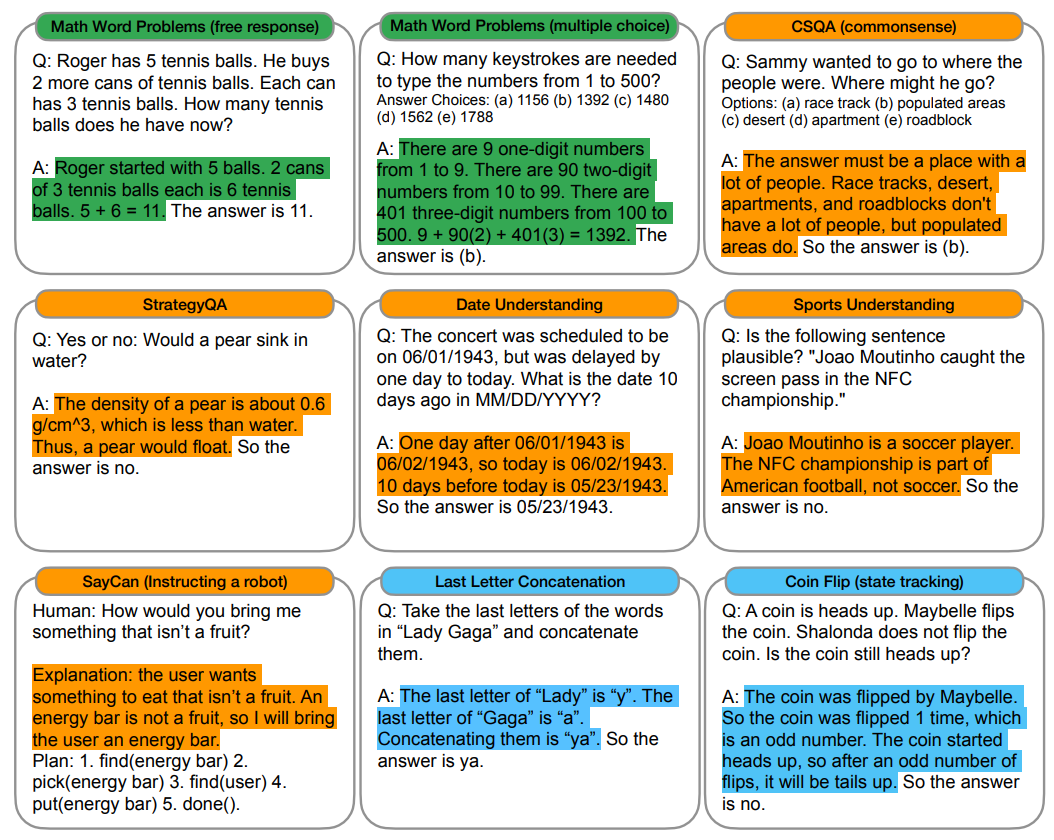 Math Word Problems (free response)
Q: Roger has 5 tennis balls. He buys
2 more cans of tennis balls. Each can
has 3 tennis balls. How many tennis
balls does he have now?
A: Roger started with 5 balls. 2 cans
of 3 tennis balls each is 6 tennis
balls. 5 + 6 = 11. The answer is 11.
Math Word Problems (multiple choice)
Q: How many keystrokes are needed
to type the numbers from 1 to 500?
Answer Choices: (a) 1156 (b) 1392 (c) 1480
(d) 1562 (e) 1788
A: There are 9 one-digit numbers
from 1 to 9. There are 90 two-digit
numbers from 10 to 99. There are
401 three-digit numbers from 100 to
500. 9 + 90(2) + 401(3) = 1392. The
answer is (b).
CSQA (commonsense)
Q: Sammy wanted to go to where the
people were. Where might he go?
Options: (a) race track (b) populated areas
(c) desert (d) apartment (e) roadblock
A: The answer must be a place with a
lot of people. Race tracks, desert,
apartments, and roadblocks don't
have a lot of people, but populated
areas do. So the answer is (b).
StrategyQA
Q: Yes or no: Would a pear sink in
water?
A: The density of a pear is about 0.6
g/cm^3, which is less than water.
Thus, a pear would float. So the
answer is no.
Date Understanding
Q: The concert was scheduled to be
on 06/01/1943, but was delayed by
one day to today. What is the date 10
days ago in MM/DD/YYYY?
A: One day after 06/01/1943 is
06/02/1943, so today is 06/02/1943.
10 days before today is 05/23/1943.
So the answer is 05/23/1943.
Sports Understanding
Q: Is the following sentence
plausible? "Joao Moutinho caught the
screen pass in the NFC
championship."
A: Joao Moutinho is a soccer player.
The NFC championship is part of
American football, not soccer. So the
answer is no.
SayCan (Instructing a robot)
Human: How would you bring me
something that isn’t a fruit?
Explanation: the user wants
something to eat that isn’t a fruit. An
energy bar is not a fruit, so I will bring
the user an energy bar.
Plan: 1. find(energy bar) 2.
pick(energy bar) 3. find(user) 4.
put(energy bar) 5. done().
Last Letter Concatenation
Q: Take the last letters of the words
in “Lady Gaga” and concatenate
them.
A: The last letter of “Lady” is “y”. The
last letter of “Gaga” is “a”.
Concatenating them is “ya”. So the
answer is ya.
Coin Flip (state tracking)
Q: A coin is heads up. Maybelle flips
the coin. Shalonda does not flip the
coin. Is the coin still heads up?
A: The coin was flipped by Maybelle.
So the coin was flipped 1 time, which
is an odd number. The coin started
heads up, so after an odd number of
flips, it will be tails up. So the answer
is no.